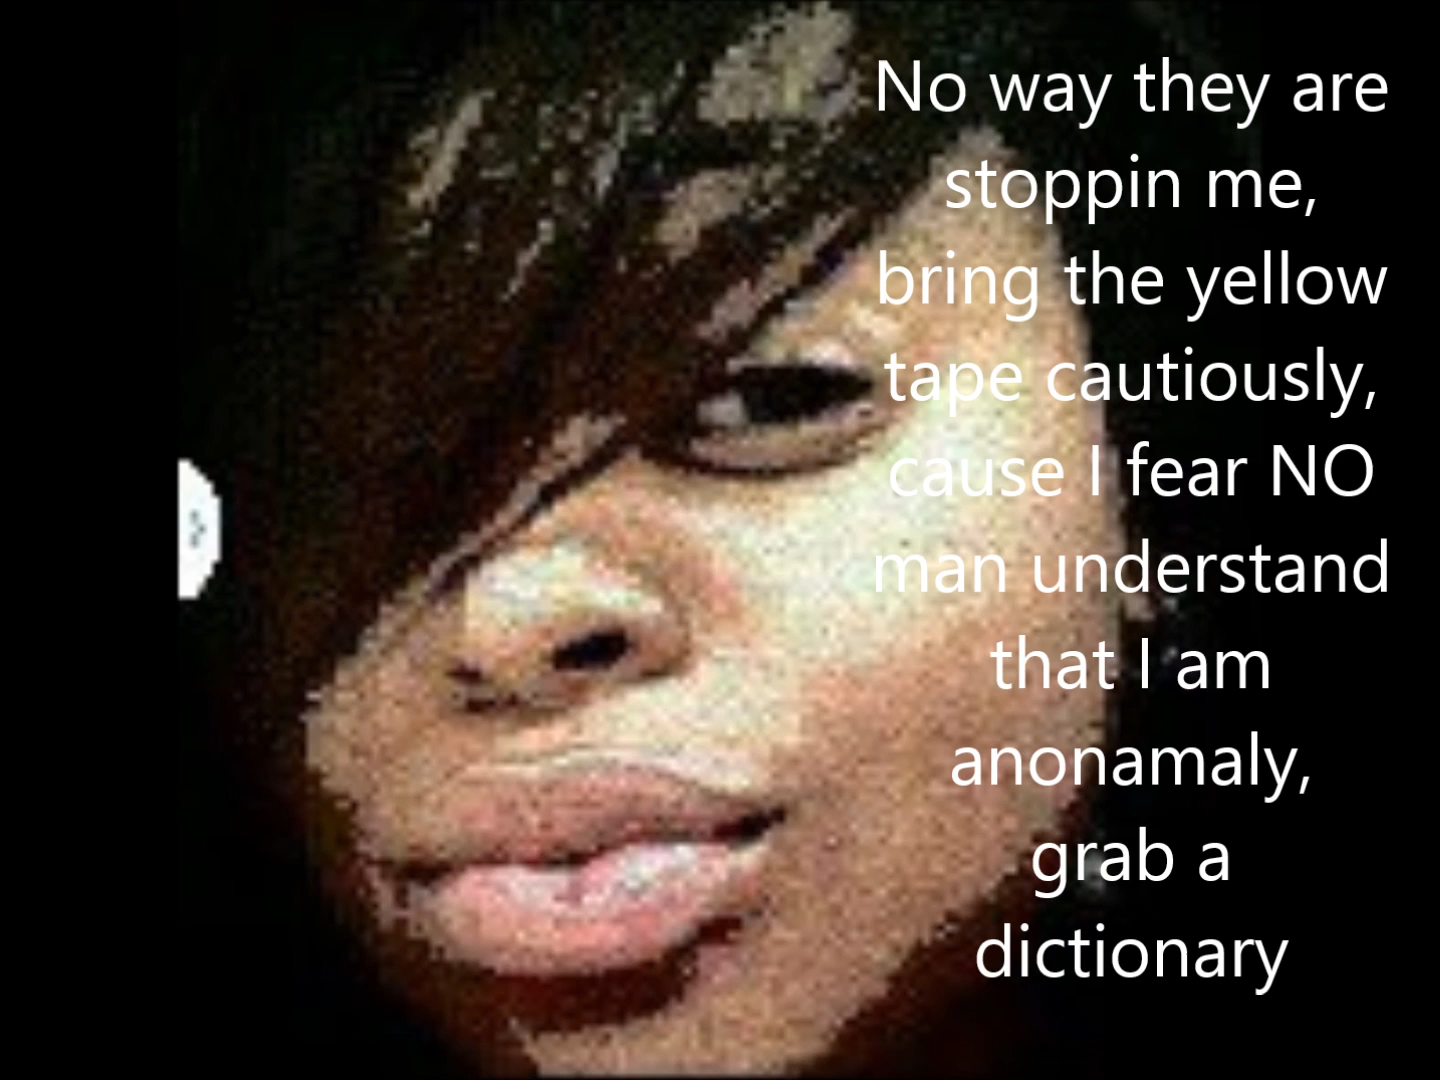 No way they are
stoppin me,
bring the yellow
tape cautiously,
cause I fear NO
man understand
that I am
anonamaly,
grab a
dictionary